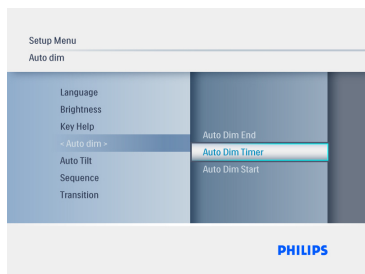 Setup Menu
Auto dim
Language
Brightness
Key Help
« Auto dim »
Auto Tilt
Sequence
Transition
Auto Dim End
Auto Dim Timer
Auto Dim Start
PHILIPS